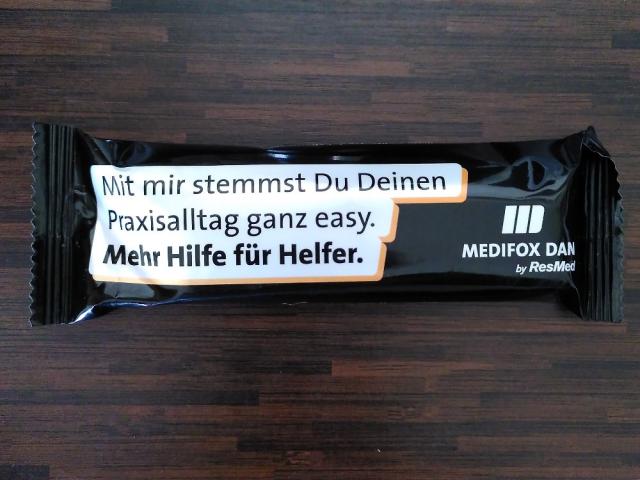 Mit mir stemmst Du Deinen
Praxisalltag ganz easy.
Mehr Hilfe für Helfer.
MEDIFOX DAN
by ResMed